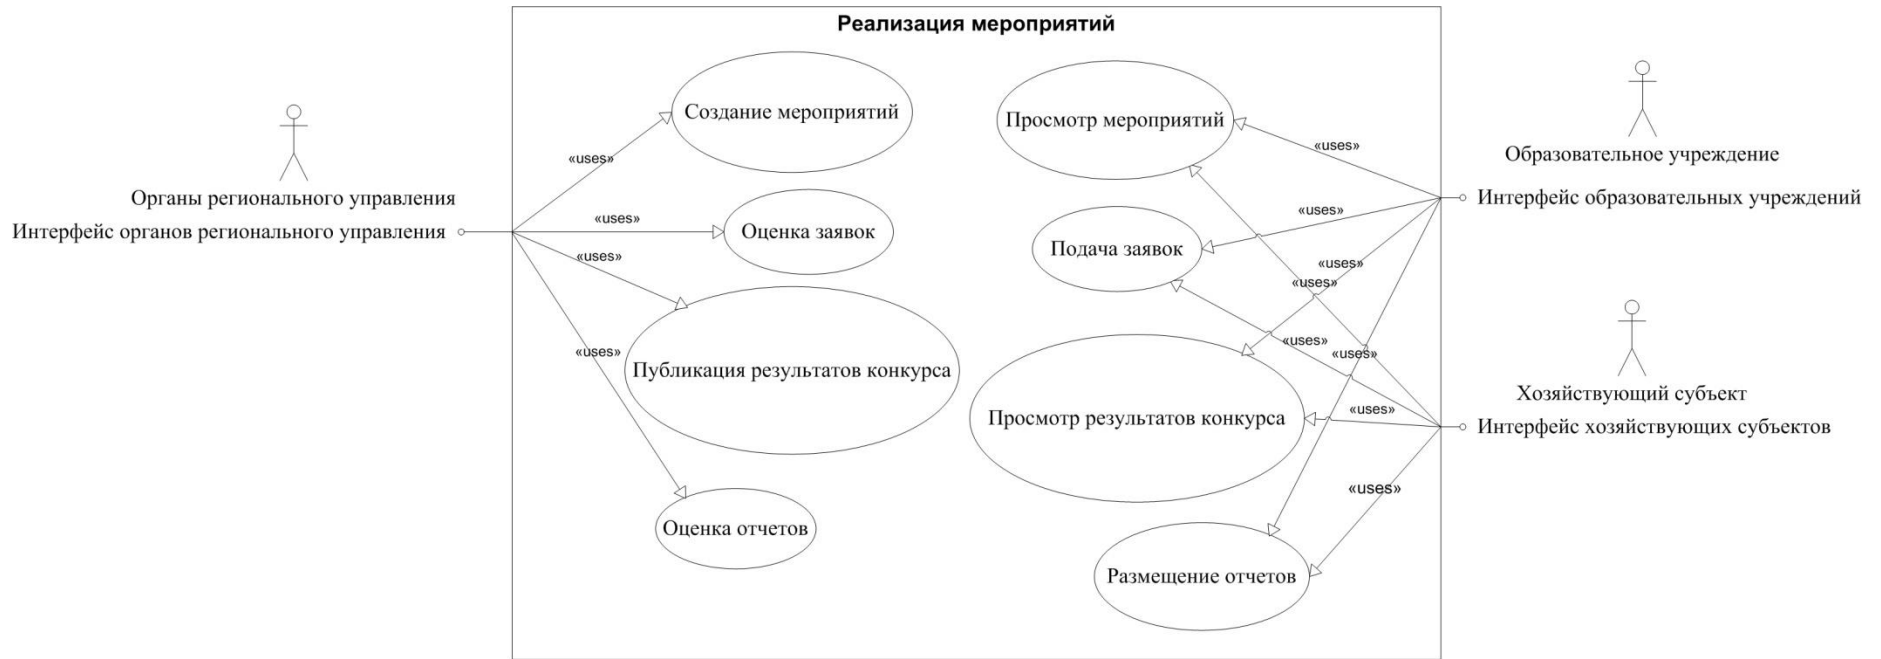 Реализация мероприятий
Органы регионального управления
Интерфейс органов регионального управления
«uses»
Создание мероприятий
«uses»
Оценка заявок
«uses»
Публикация результатов конкурса
«uses»
Оценка отчетов
Просмотр мероприятий
«uses»
Подача заявок
«uses»
«uses»
«uses»
Просмотр результатов конкурса
«uses»
«uses»
«uses»
Размещение отчетов
«uses»
Образовательное учреждение
Интерфейс образовательных учреждений
Хозяйствующий субъект
Интерфейс хозяйствующих субъектов